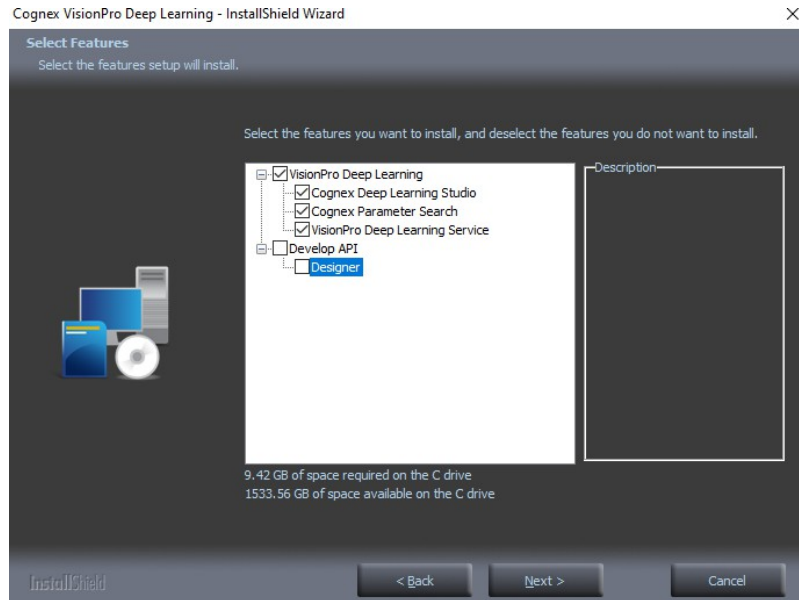 Cognex VisionPro Deep Learning - InstallShield Wizard
Select Features
Select the features setup will install.
Select the features you want to install, and deselect the features you do not want to install.
VisionPro Deep Learning
Cognex Deep Learning Studio
Cognex Parameter Search
VisionPro Deep Learning Service
Develop API
Designer
Description
9.42 GB of space required on the C drive
1533.56 GB of space available on the C drive
InstallShield
< Back
Next >
Cancel